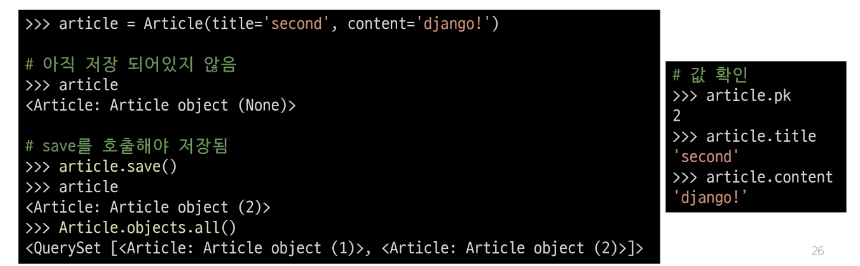 >>> article = Article(title='second', content='django!')
# 아직 저장 되어있지 않음
>>> article
<Article: Article object (None)>
# save를 호출해야 저장됨
>>> article.save()
>>> article
<Article: Article object (2)>
>>> Article.objects.all()
<QuerySet [<Article: Article object (1)>, <Article: Article object (2)>]>
# 값 확인
>>> article.pk
2
>>> article.title
'second'
>>> article.content
'django!’
26